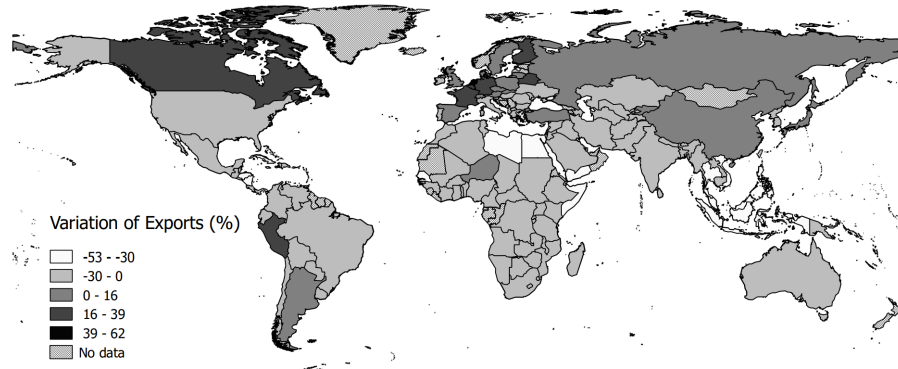 Variation of Exports (%)
-53 - -30
-30 - 0
0 - 16
16 - 39
39 - 62
No data